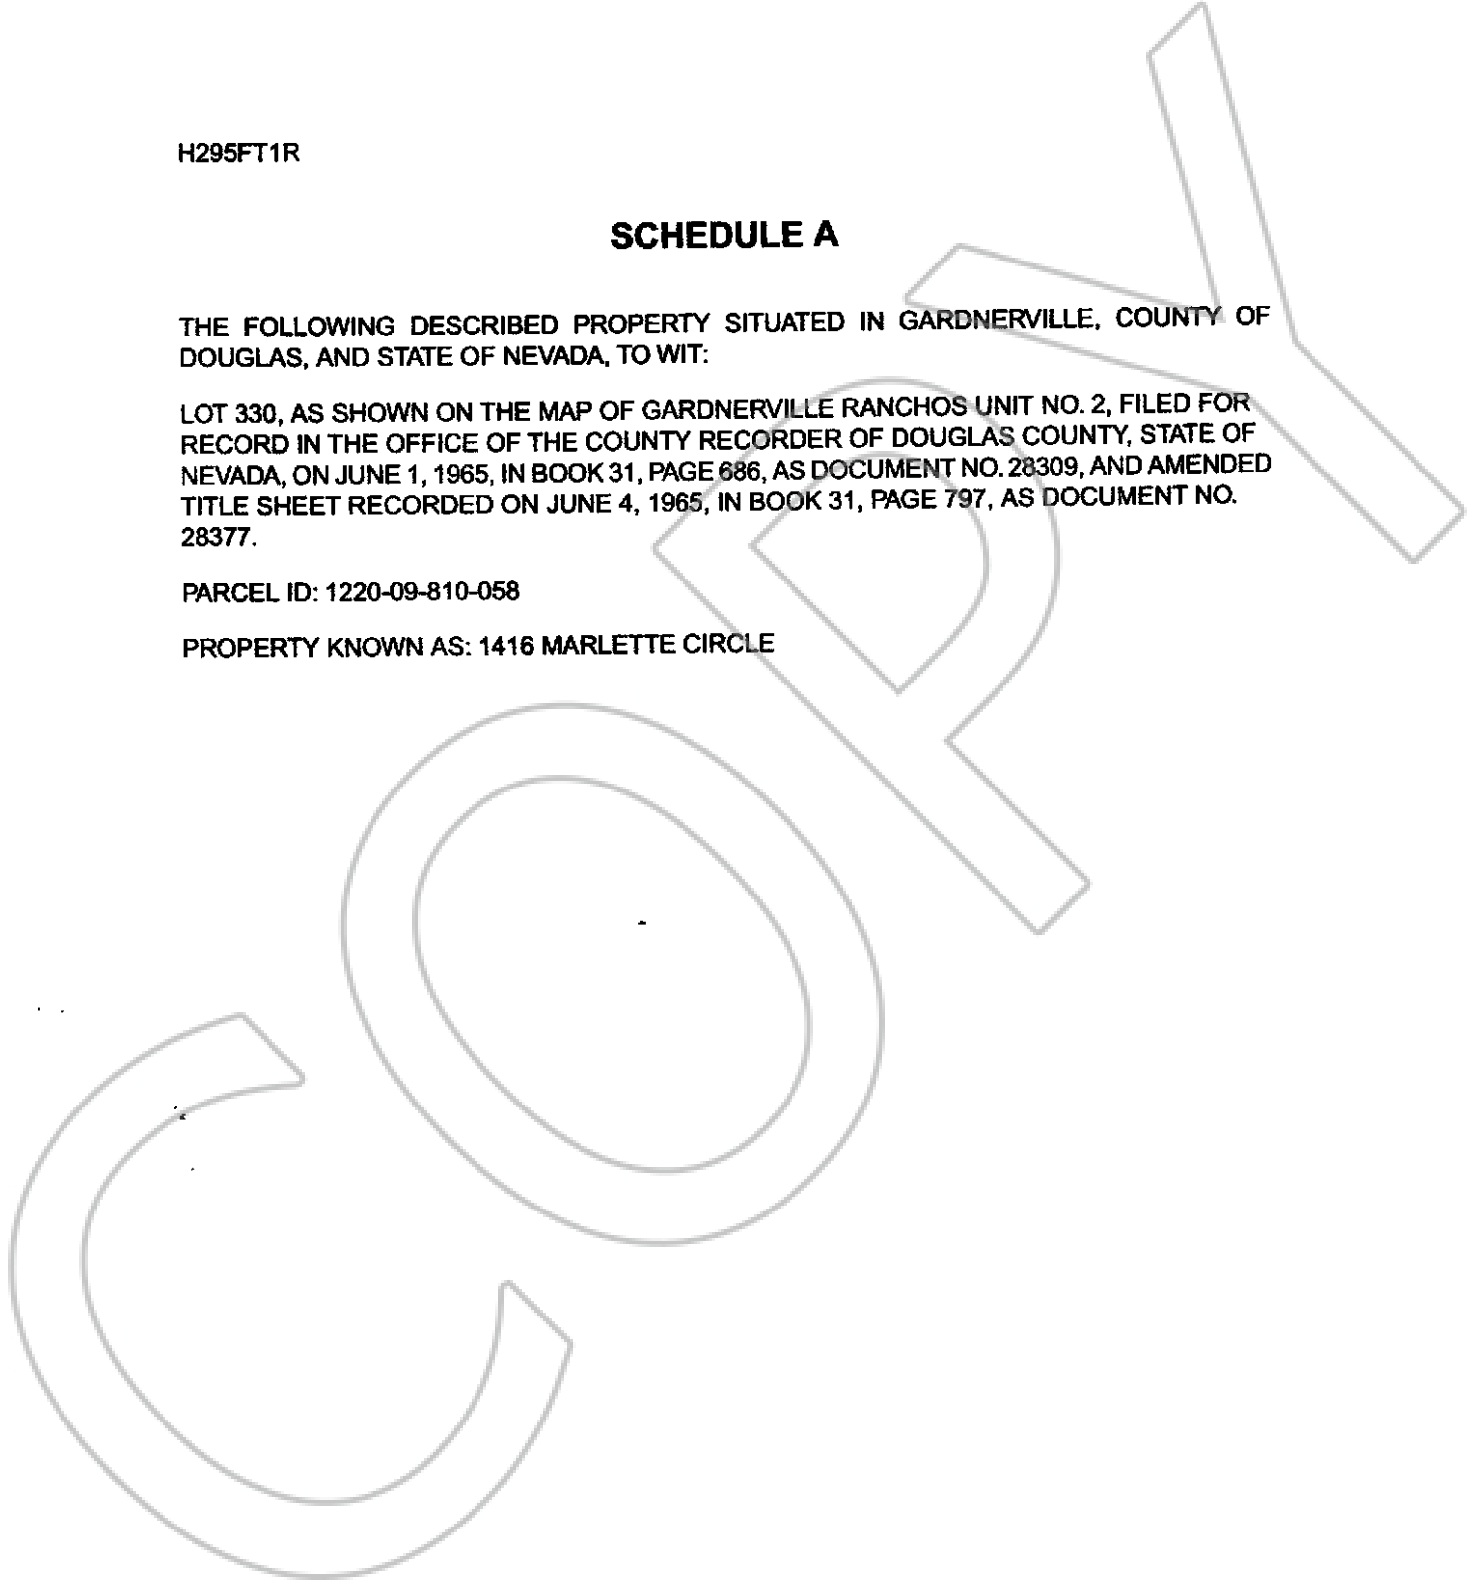 H295FT1R
SCHEDULE A
THE FOLLOWING DESCRIBED PROPERTY SITUATED IN GARDNERVILLE, COUNTY OF
DOUGLAS, AND STATE OF NEVADA, TO WIT:
LOT 330, AS SHOWN ON THE MAP OF GARDNERVILLE RANCHOS UNIT NO. 2, FILED FOR
RECORD IN THE OFFICE OF THE COUNTY RECORDER OF DOUGLAS COUNTY, STATE OF
NEVADA, ON JUNE 1, 1965, IN BOOK 31, PAGE 686, AS DOCUMENT NO. 28309, AND AMENDED
TITLE SHEET RECORDED ON JUNE 4, 1965, IN BOOK 31, PAGE 797, AS DOCUMENT NO.
28377.
PARCEL ID: 1220-09-810-058
PROPERTY KNOWN AS: 1416 MARLETTE CIRCLE
COPY